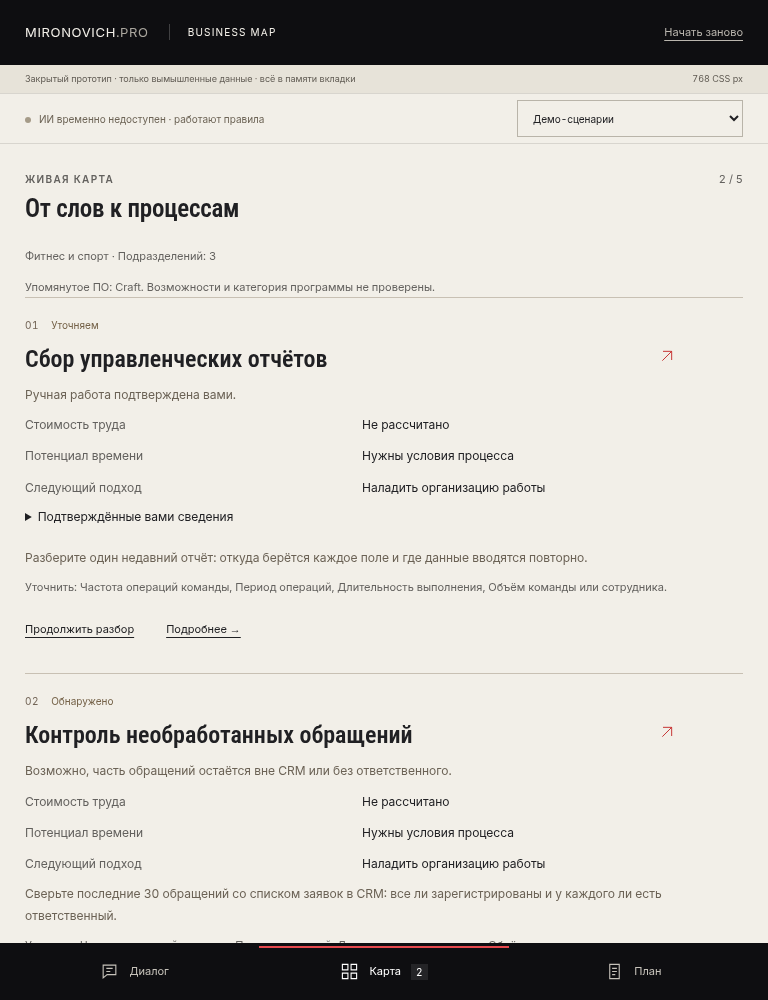 MIRONOVICH.PRO BUSINESS MAP Начать заново
Закрытый прототип · только вымышленные данные · всё в памяти вкладки 768 CSS px
ИИ временно недоступен · работают правила Демо-сценарии
ЖИВАЯ КАРТА 2 / 5
От слов к процессам
Фитнес и спорт · Подразделений: 3
Упомянутое ПО: Craft. Возможности и категория программы не проверены.
01 Уточняем
Сбор управленческих отчётов
Ручная работа подтверждена вами.
Стоимость труда Не рассчитано
Потенциал времени Нужны условия процесса
Следующий подход Наладить организацию работы
Подтверждённые вами сведения
Разберите один недавний отчёт: откуда берётся каждое поле и где данные вводятся повторно.
Уточнить: Частота операций команды, Период операций, Длительность выполнения, Объём команды или сотрудника.
Продолжить разбор Подробнее →
02 Обнаружено
Контроль необработанных обращений
Возможно, часть обращений остаётся вне CRM или без ответственного.
Стоимость труда Не рассчитано
Потенциал времени Нужны условия процесса
Следующий подход Наладить организацию работы
Сверьте последние 30 обращений со списком заявок в CRM: все ли зарегистрированы и у каждого ли есть
ответственный.
Диалог Карта 2 План